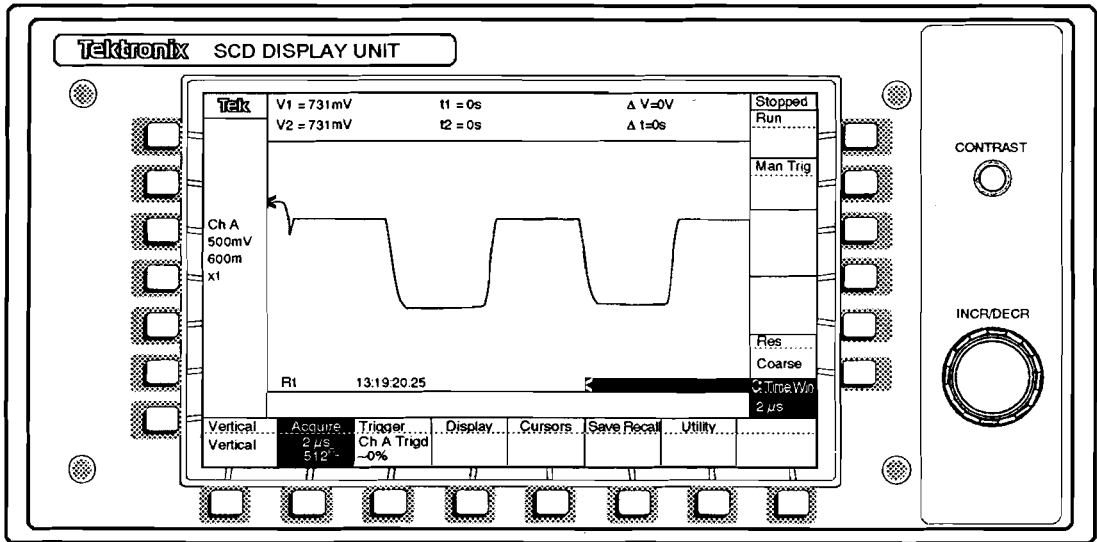 Tektronix SCD DISPLAY UNIT
Tek
V1 = 731mV t1 = 0s Δ V=0V
V2 = 731mV t2 = 0s Δ t=0s
Stopped
Run
Man Trig
CONTRAST
Ch A
500mV
600m
x1
INCR/DECR
Res
Coarse
R1 13:19:20.25
Time Win
2 µs
Vertical Acquire Trigger Display Cursors Save Recall Utility
Vertical 2 µs Ch A Trigd
512 ~0%